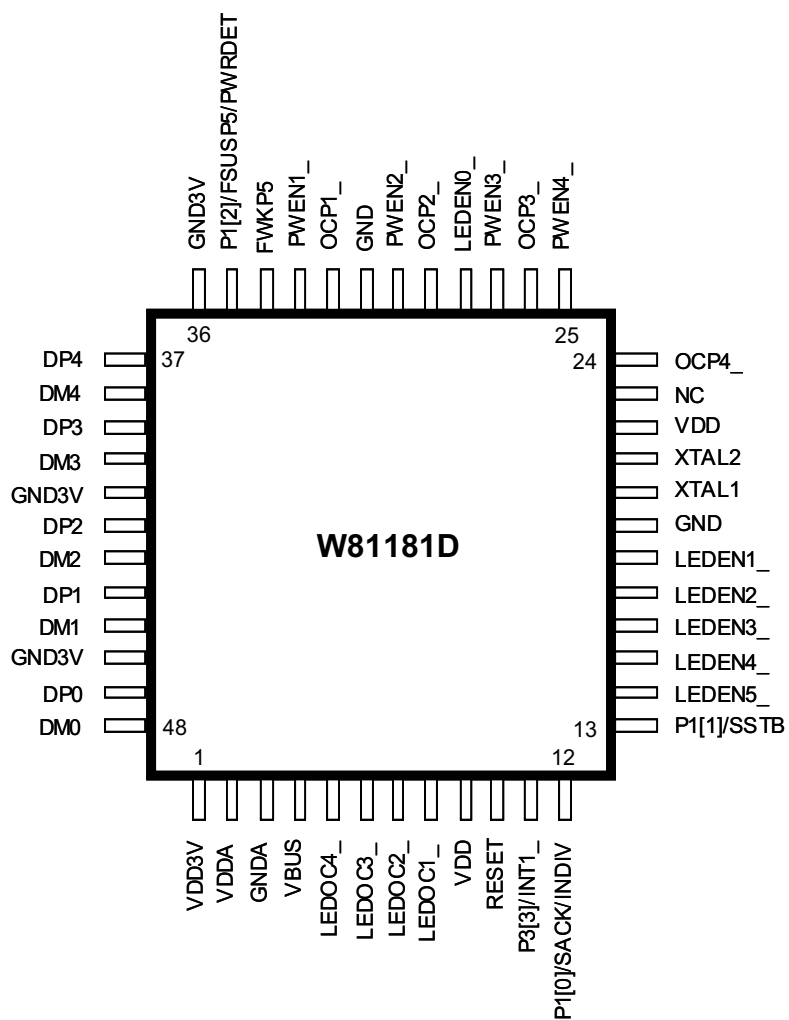 GND3V
P1[2]/FSUSP5/PWRDET
FWKP5
PWEN1_
OCP1_
GND
PWEN2_
OCP2_
LEDEN0_
PWEN3_
OCP3_
PWEN4_
36
25
DP4
37
24
OCP4_
DM4
NC
DP3
VDD
DM3
XTAL2
GND3V
XTAL1
DP2
GND
W81181D
DM2
LEDEN1_
DP1
LEDEN2_
DM1
LEDEN3_
GND3V
LEDEN4_
DP0
LEDEN5_
DM0
48
13
P1[1]/SSTB
1
12
VDD3V
VDDA
GNDA
VBUS
LEDOC4_
LEDOC3_
LEDOC2_
LEDOC1_
VDD
RESET
P3[3]/INT1_
P1[0]/SACK/INDIV